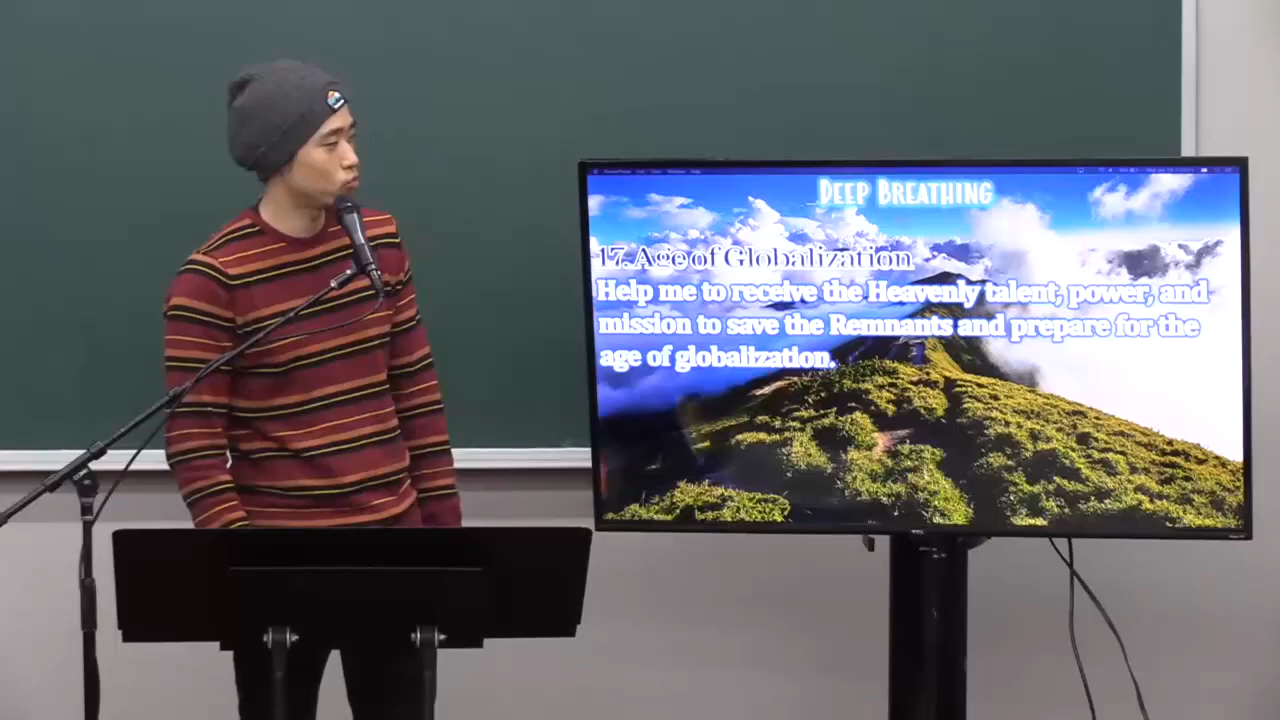 DEEP BREATHING
17. Age of Globalization
Help me to receive the Heavenly talent, power, and
mission to save the Remnants and prepare for the
age of globalization.